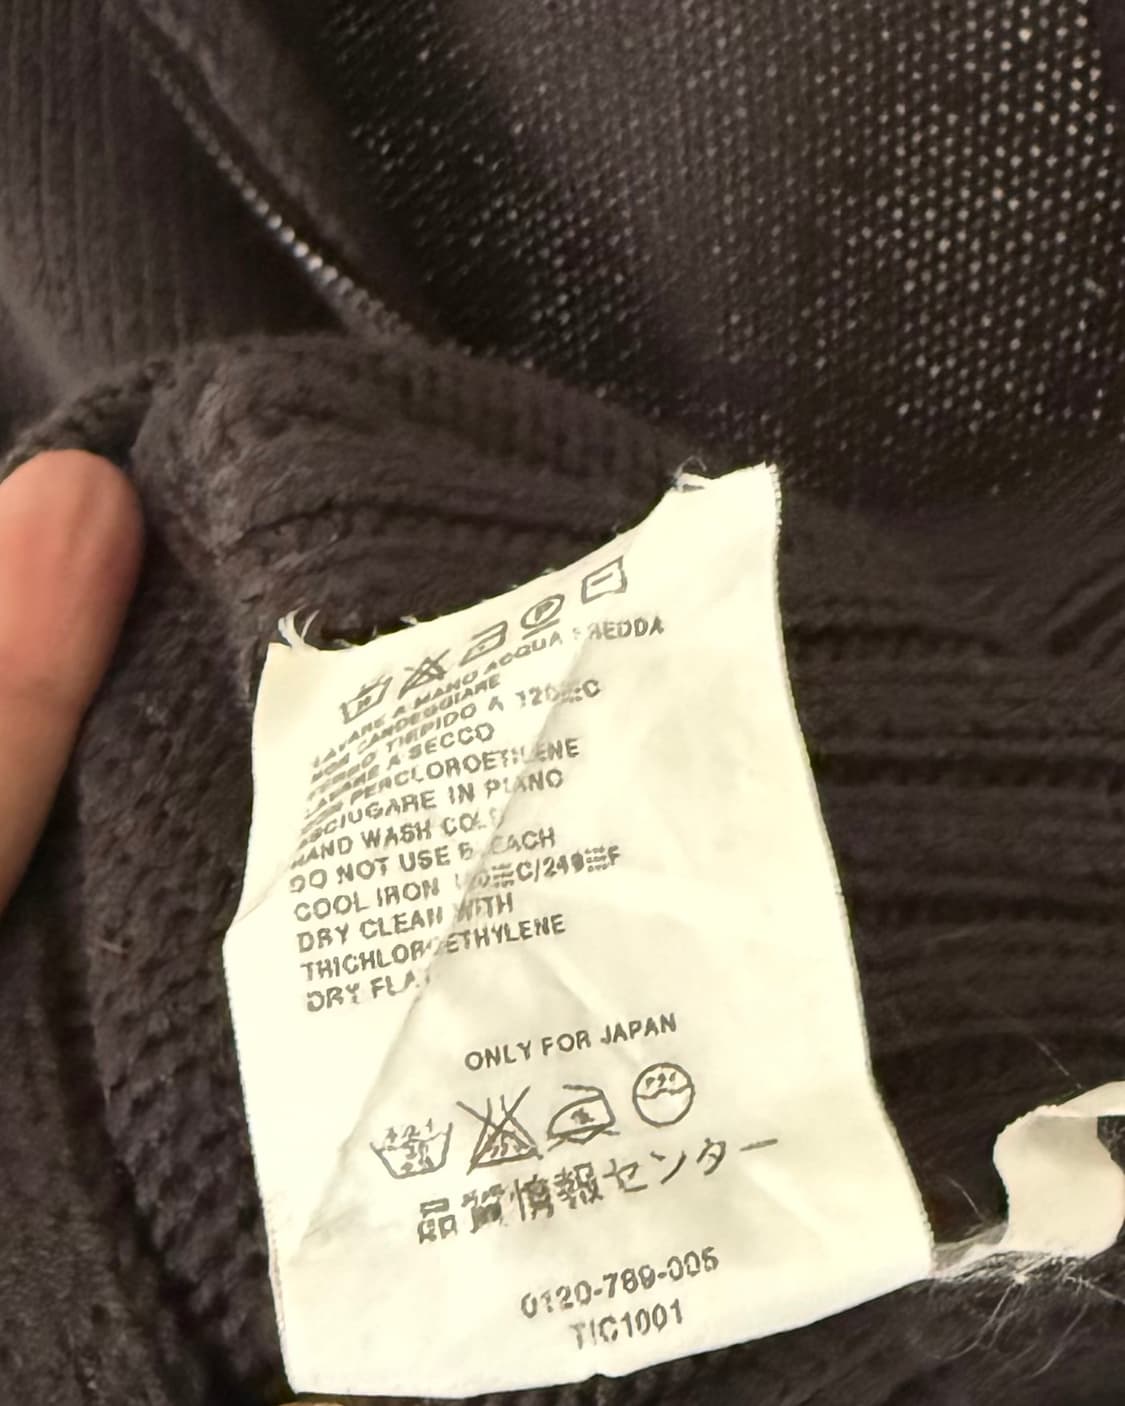 LAVARE A MANO ACQUA FREDDA
NON CANDEGGIARE
FERRO TIEPIDO A 120 C
LAVARE A SECCO
PERCLOROETILENE
ASCIUGARE IN PIANO
HAND WASH COLD
DO NOT USE BLEACH
COOL IRON C/249 F
DRY CLEAN WITH
THICHLOROETHYLENE
DRY FLAT
ONLY FOR JAPAN
品質情報センター
0120-789-005
TIC1001